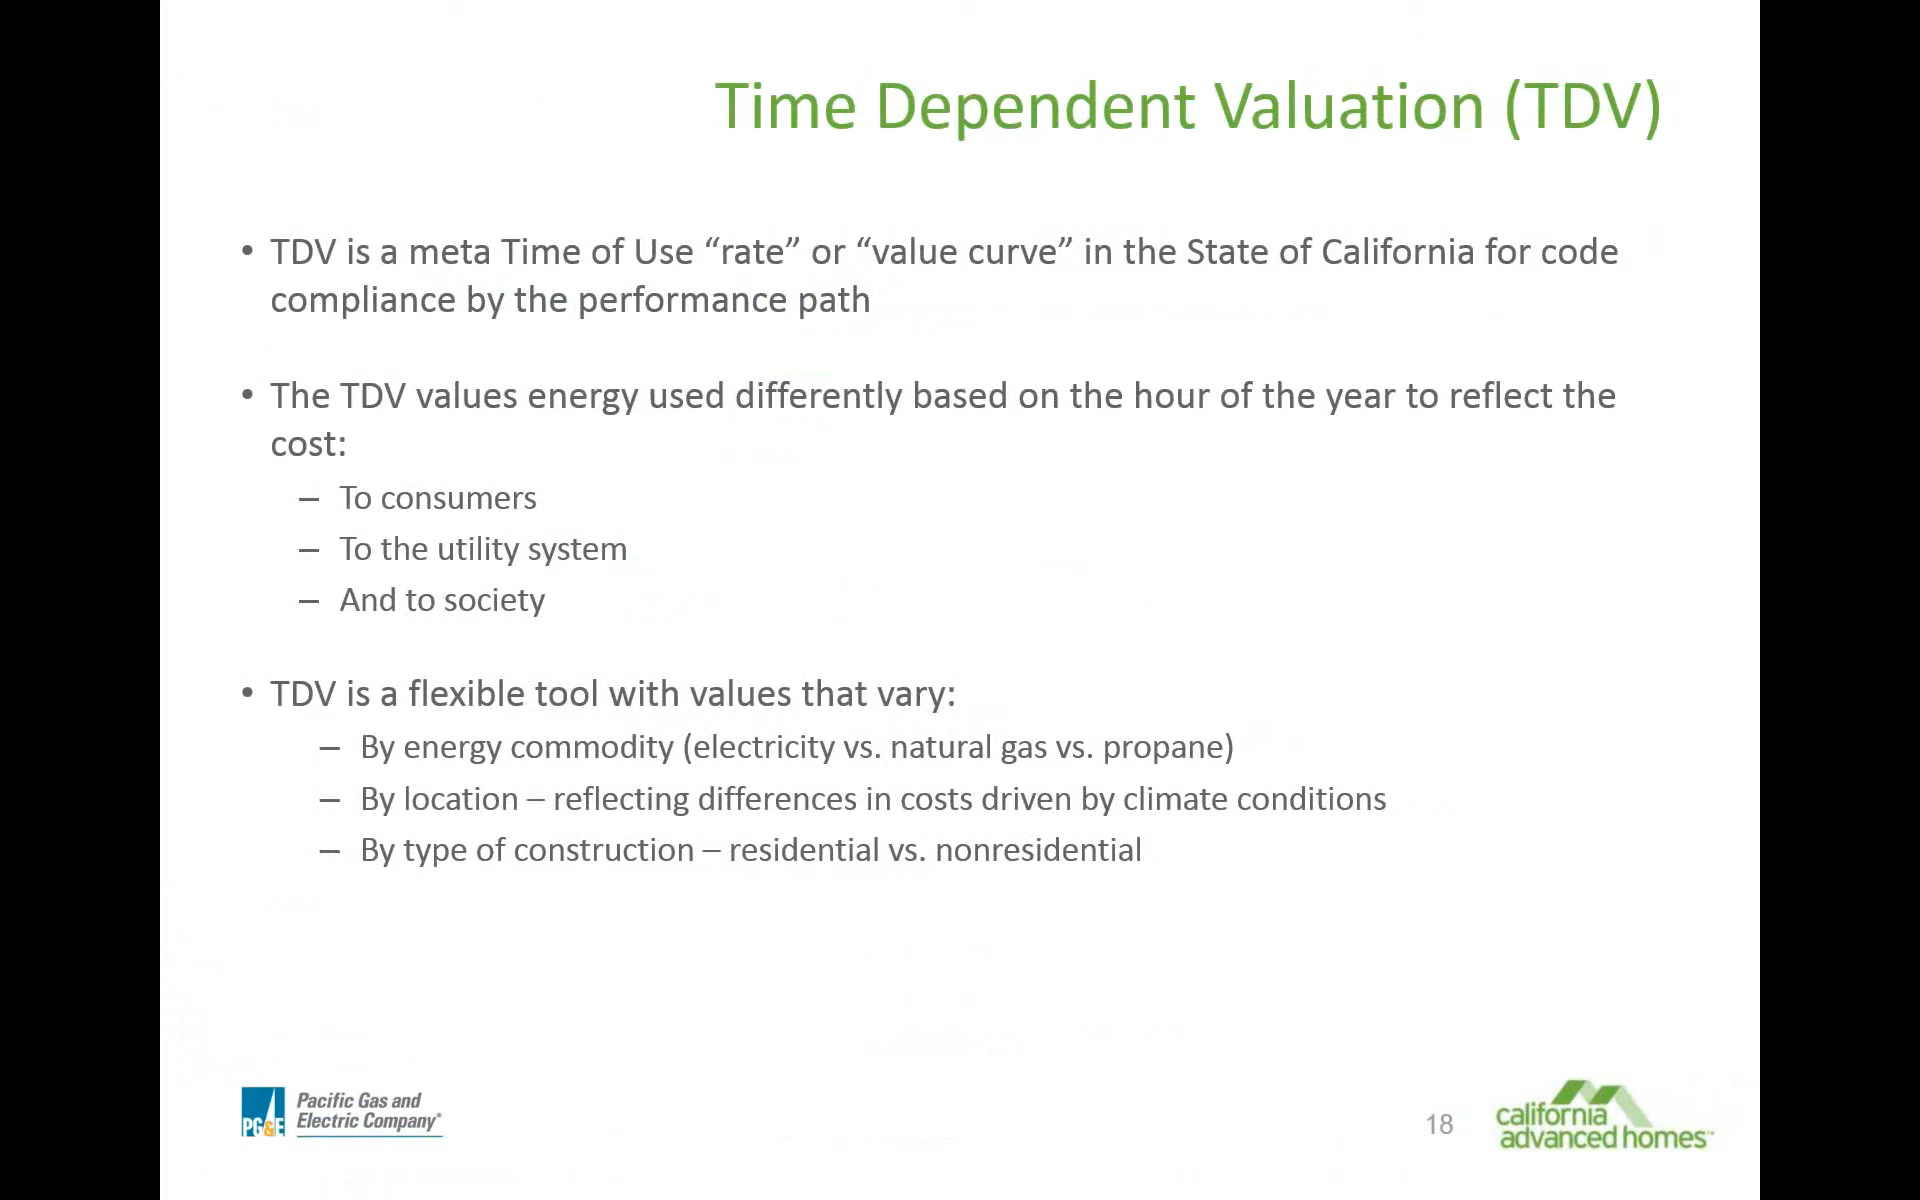 Time Dependent Valuation (TDV)
• TDV is a meta Time of Use “rate” or “value curve” in the State of California for code
compliance by the performance path
• The TDV values energy used differently based on the hour of the year to reflect the
cost:
– To consumers
– To the utility system
– And to society
• TDV is a flexible tool with values that vary:
– By energy commodity (electricity vs. natural gas vs. propane)
– By location – reflecting differences in costs driven by climate conditions
– By type of construction – residential vs. nonresidential
PG&E
Pacific Gas and
Electric Company®
18
california
advanced homes™